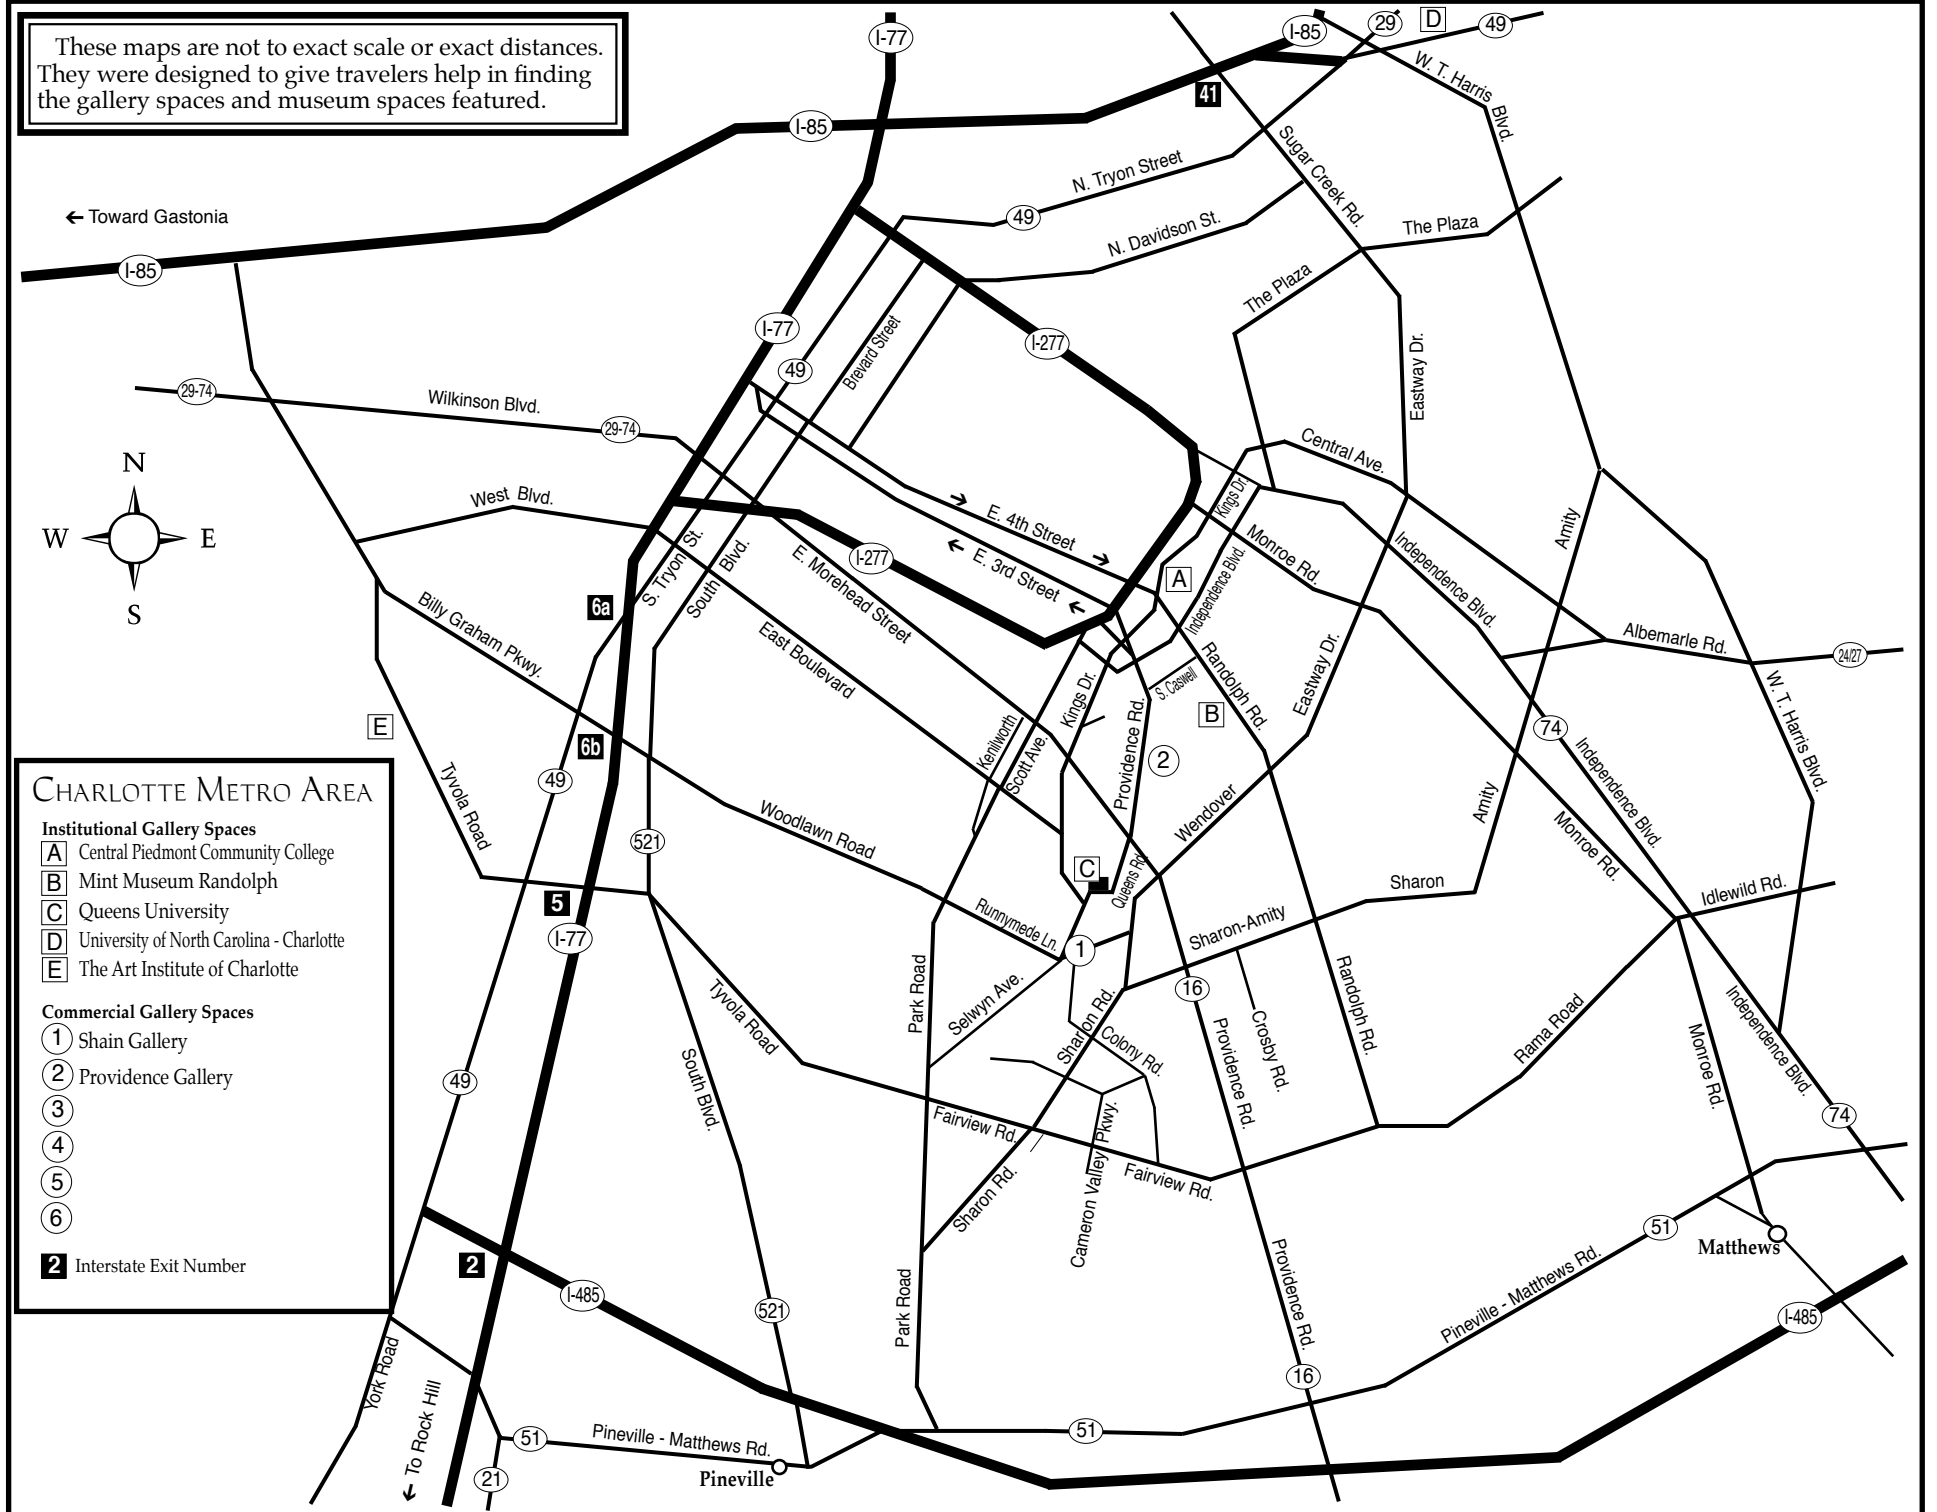 These maps are not to exact scale or exact distances.
They were designed to give travelers help in finding
the gallery spaces and museum spaces featured.
I-77
I-85
29
D
49
W. T. Harris
Blvd.
41
I-85
Sugar Creek Rd.
N. Tryon Street
49
← Toward Gastonia
The Plaza
N. Davidson St.
I-85
The Plaza
I-77
I-277
Brevard Street
49
Eastway Dr.
29-74
Wilkinson Blvd.
29-74
Central Ave.
N
W
E
S
West Blvd.
Kings Dr.
E. 4th Street
Amity
Monroe Rd.
Independence Blvd.
S. Tryon St.
South Blvd.
I-277
E. Morehead Street
E. 3rd Street
A
Independence Blvd.
6a
Billy Graham Pkwy.
East Boulevard
Albemarle Rd.
24/27
Randolph Rd.
Eastway Dr.
S. Caswell
W. T. Harris Blvd.
Kings Dr.
B
E
6b
Kenilworth
Scott Ave.
Providence Rd.
2
74
Independence Blvd.
Tyvola Road
49
CHARLOTTE METRO AREA
Institutional Gallery Spaces
A Central Piedmont Community College
B Mint Museum Randolph
C Queens University
D University of North Carolina - Charlotte
E The Art Institute of Charlotte
Commercial Gallery Spaces
1 Shain Gallery
2 Providence Gallery
3
4
5
6
2 Interstate Exit Number
Woodlawn Road
521
Wendover
Amity
Monroe Rd.
C
Queens Rd.
Sharon
Idlewild Rd.
5
I-77
Runnymede Ln.
1
Sharon-Amity
Park Road
Selwyn Ave.
Tyvola Road
16
Randolph Rd.
Independence Blvd.
Sharon Rd.
Colony Rd.
Crosby Rd.
Providence Rd.
Rama Road
Monroe Rd.
49
South Blvd.
Fairview Rd.
74
Cameron Valley Pkwy.
Fairview Rd.
Sharon Rd.
51
Matthews
2
I-485
521
Park Road
Providence Rd.
Pineville - Matthews Rd.
I-485
York Road
To Rock Hill
←
16
51
Pineville - Matthews Rd.
51
Pineville
21